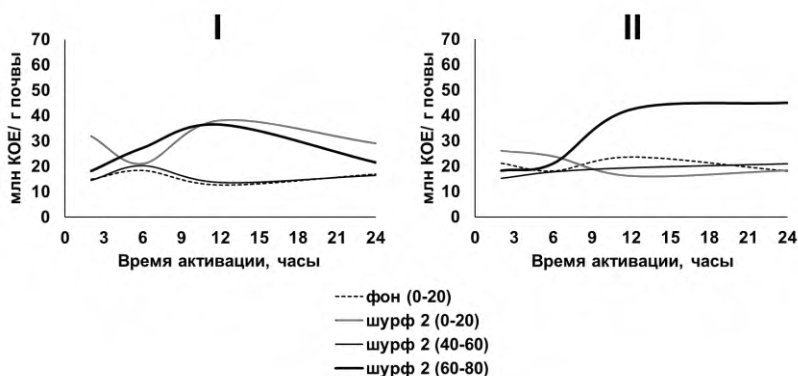 I
II
млн КОЕ/ г почвы
70
60
50
40
30
20
10
0
0 3 6 9 12 15 18 21 24
Время активации, часы
млн КОЕ/ г почвы
70
60
50
40
30
20
10
0
0 3 6 9 12 15 18 21 24
Время активации, часы
фон (0-20)
шурф 2 (0-20)
шурф 2 (40-60)
шурф 2 (60-80)